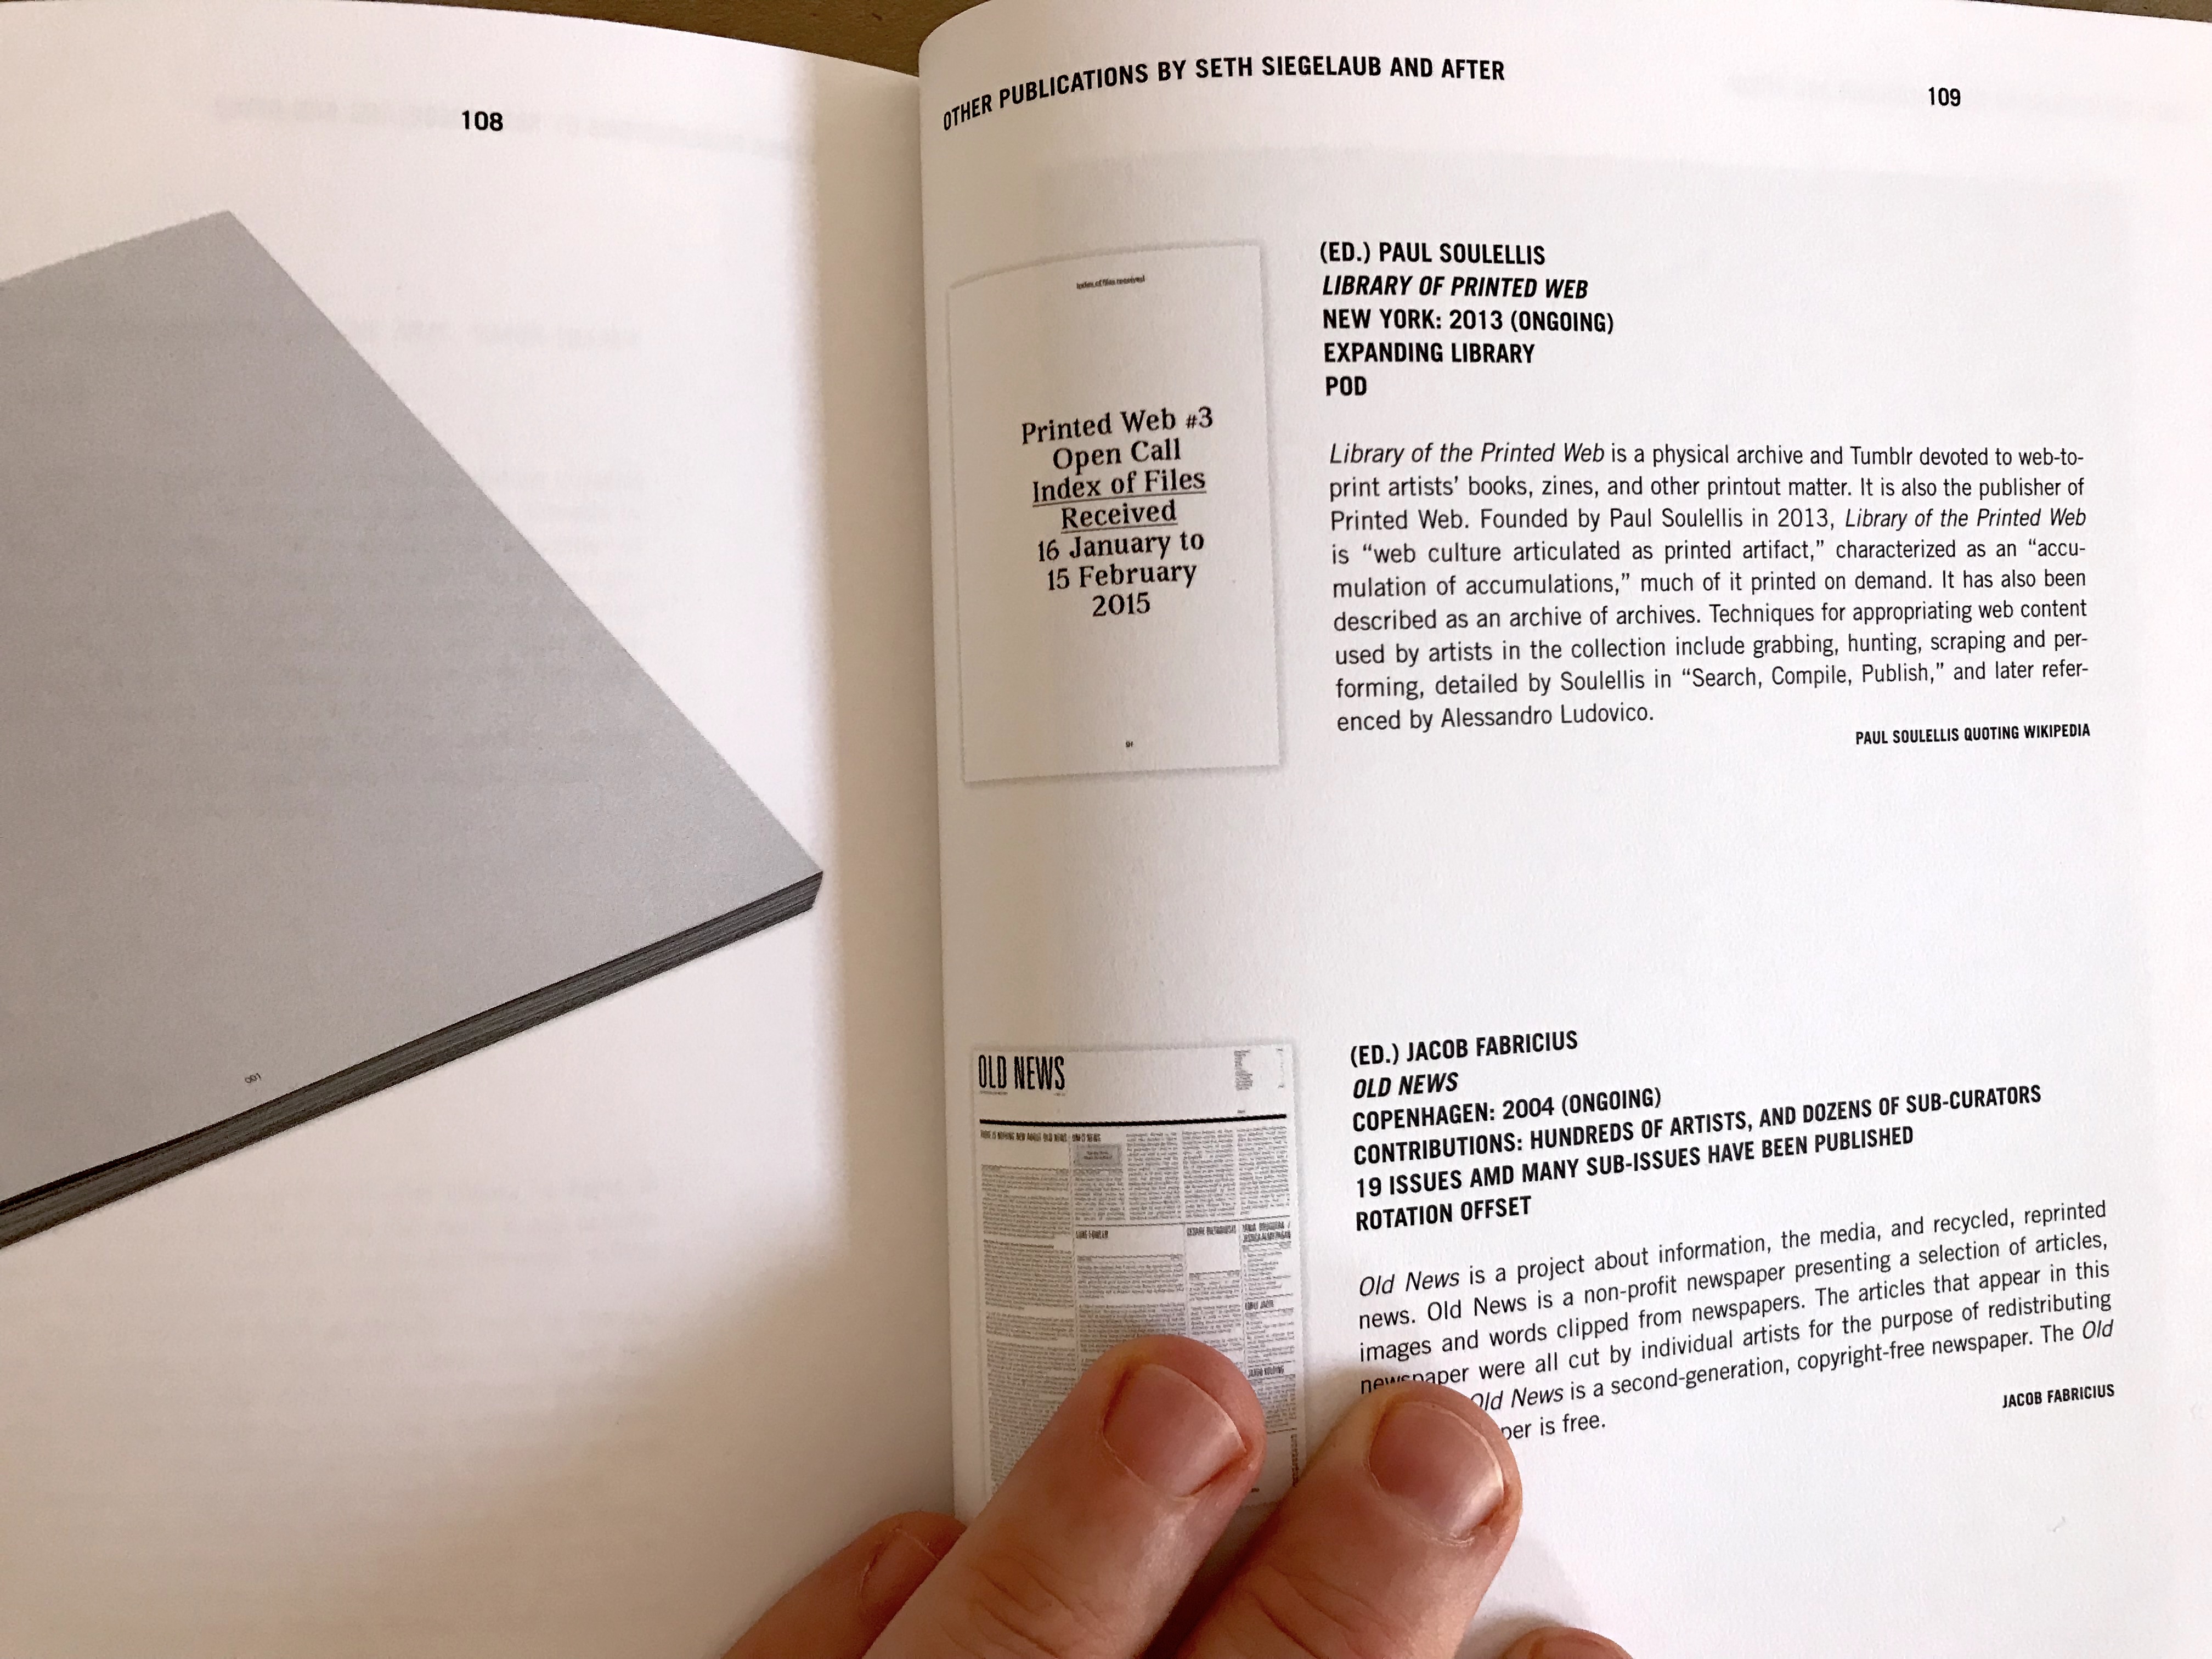 108
001
OTHER PUBLICATIONS BY SETH SIEGELAUB AND AFTER
109
Index of files received
Printed Web #3
Open Call
Index of Files
Received
16 January to
15 February
2015
(ED.) PAUL SOULELLIS
LIBRARY OF PRINTED WEB
NEW YORK: 2013 (ONGOING)
EXPANDING LIBRARY
POD
Library of the Printed Web is a physical archive and Tumblr devoted to web-to-
print artists’ books, zines, and other printout matter. It is also the publisher of
Printed Web. Founded by Paul Soulellis in 2013, Library of the Printed Web
is “web culture articulated as printed artifact,” characterized as an “accu-
mulation of accumulations,” much of it printed on demand. It has also been
described as an archive of archives. Techniques for appropriating web content
used by artists in the collection include grabbing, hunting, scraping and per-
forming, detailed by Soulellis in “Search, Compile, Publish,” and later refer-
enced by Alessandro Ludovico.
PAUL SOULELLIS QUOTING WIKIPEDIA
OLD NEWS
(ED.) JACOB FABRICIUS
OLD NEWS
COPENHAGEN: 2004 (ONGOING)
CONTRIBUTIONS: HUNDREDS OF ARTISTS, AND DOZENS OF SUB-CURATORS
19 ISSUES AMD MANY SUB-ISSUES HAVE BEEN PUBLISHED
ROTATION OFFSET
Old News is a project about information, the media, and recycled, reprinted
news. Old News is a non-profit newspaper presenting a selection of articles,
images and words clipped from newspapers. The articles that appear in this
newspaper were all cut by individual artists for the purpose of redistributing
Old News is a second-generation, copyright-free newspaper. The Old
per is free.
JACOB FABRICIUS